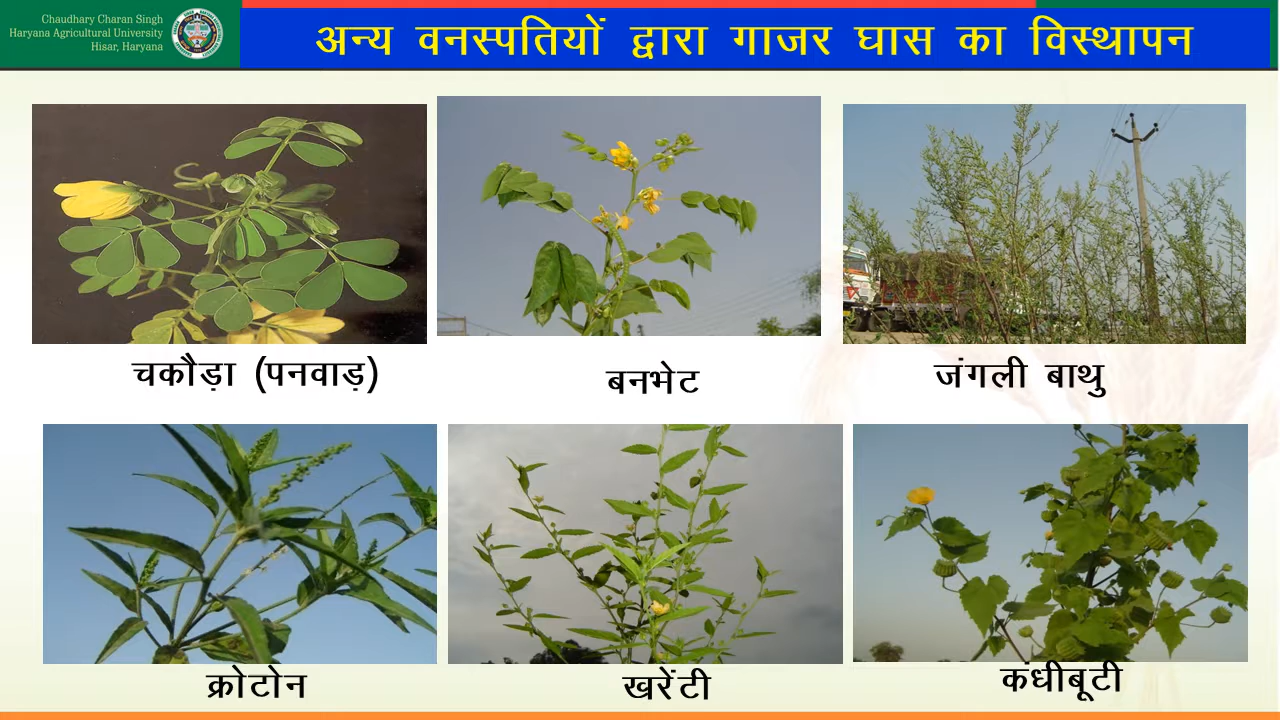 Chaudhary Charan Singh
Haryana Agricultural University
Hisar, Haryana
अन्य वनस्पतियों द्वारा गाजर घास का विस्थापन
चकौड़ा (पनवाड़)
बनभेट
जंगली बाथु
क्रोटोन
खरेंटी
कंधीबूटी